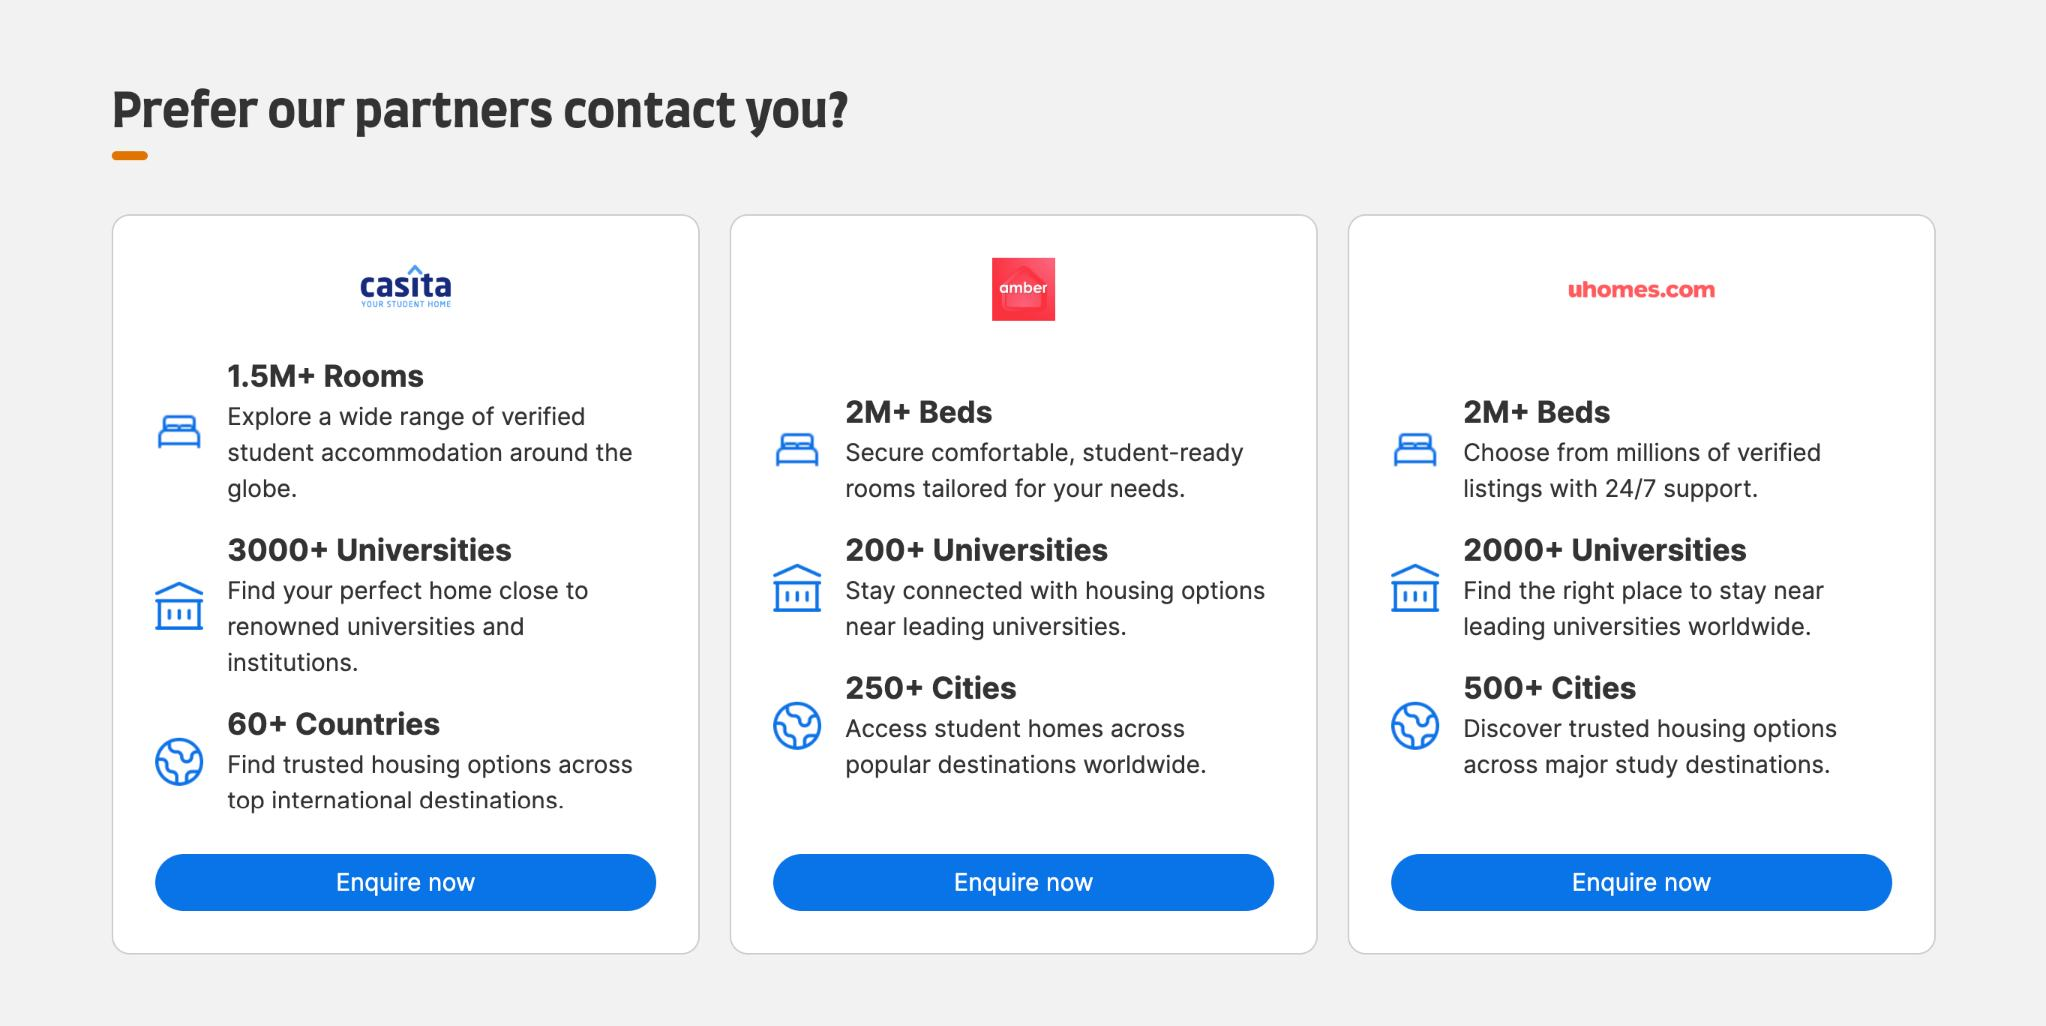 Prefer our partners contact you?
casita
YOUR STUDENT HOME
1.5M+ Rooms
Explore a wide range of verified
student accommodation around the
globe.
3000+ Universities
Find your perfect home close to
renowned universities and
institutions.
60+ Countries
Find trusted housing options across
top international destinations.
Enquire now
amber
2M+ Beds
Secure comfortable, student-ready
rooms tailored for your needs.
200+ Universities
Stay connected with housing options
near leading universities.
250+ Cities
Access student homes across
popular destinations worldwide.
Enquire now
uhomes.com
2M+ Beds
Choose from millions of verified
listings with 24/7 support.
2000+ Universities
Find the right place to stay near
leading universities worldwide.
500+ Cities
Discover trusted housing options
across major study destinations.
Enquire now